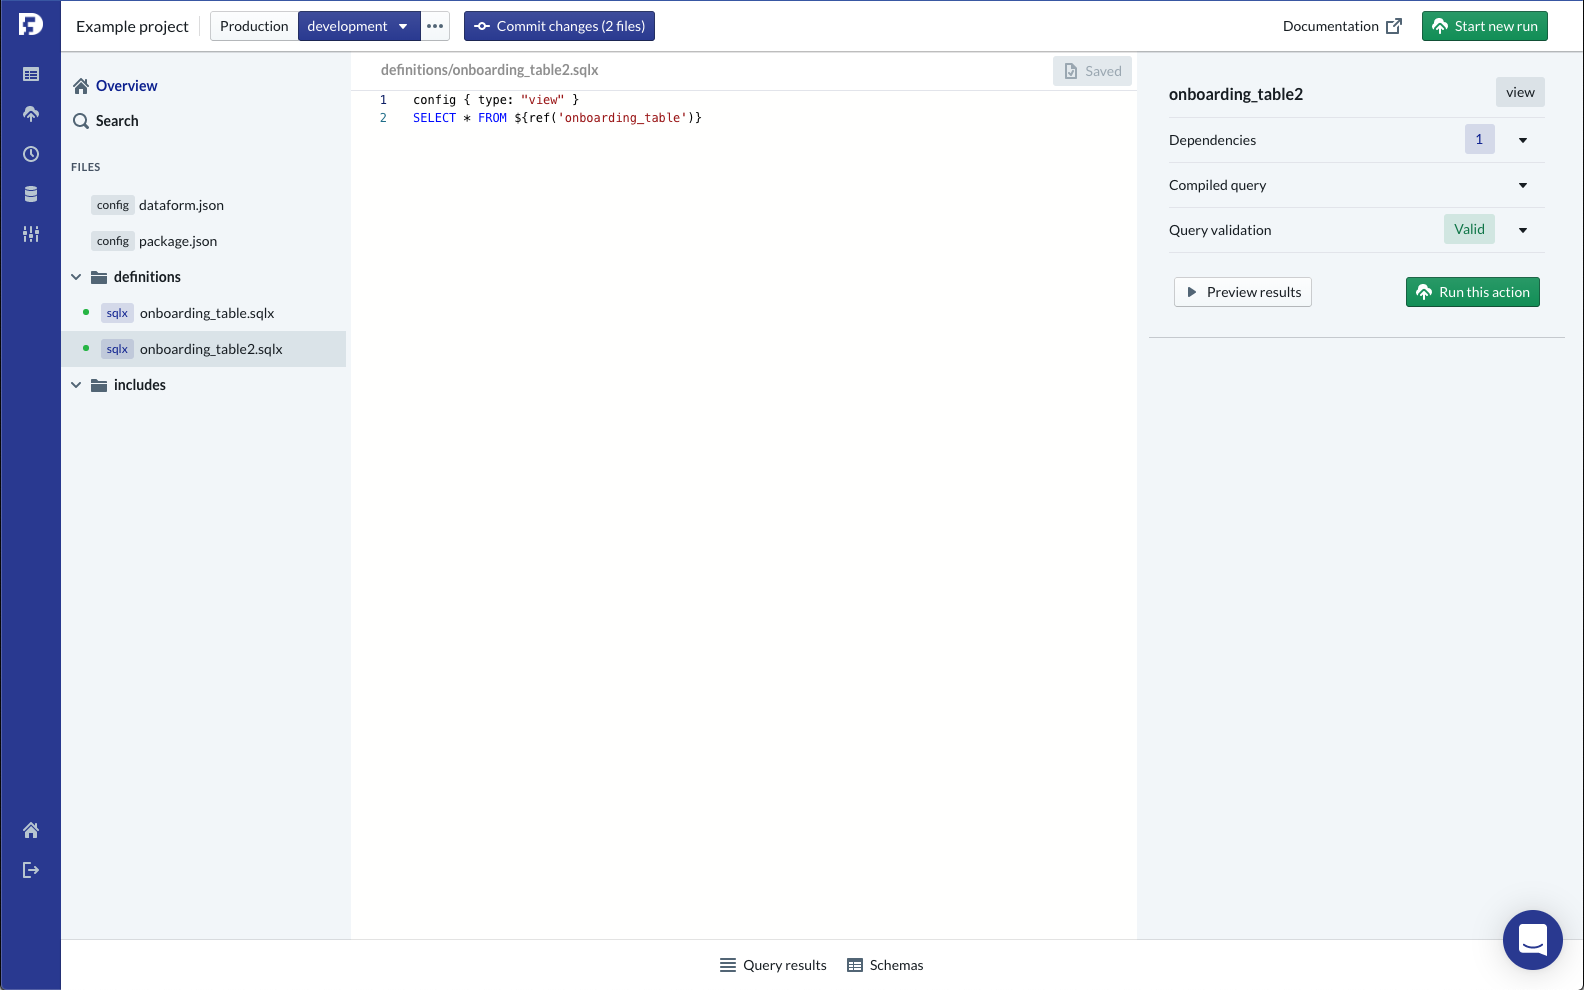 Example project
Production
development
Commit changes (2 files)
Documentation
Start new run
Overview
Search
FILES
config dataform.json
config package.json
definitions
sqlx onboarding_table.sqlx
sqlx onboarding_table2.sqlx
includes
definitions/onboarding_table2.sqlx
Saved
1 config { type: "view" }
2 SELECT * FROM ${ref('onboarding_table')}
onboarding_table2
view
Dependencies 1
Compiled query
Query validation Valid
Preview results
Run this action
Query results
Schemas